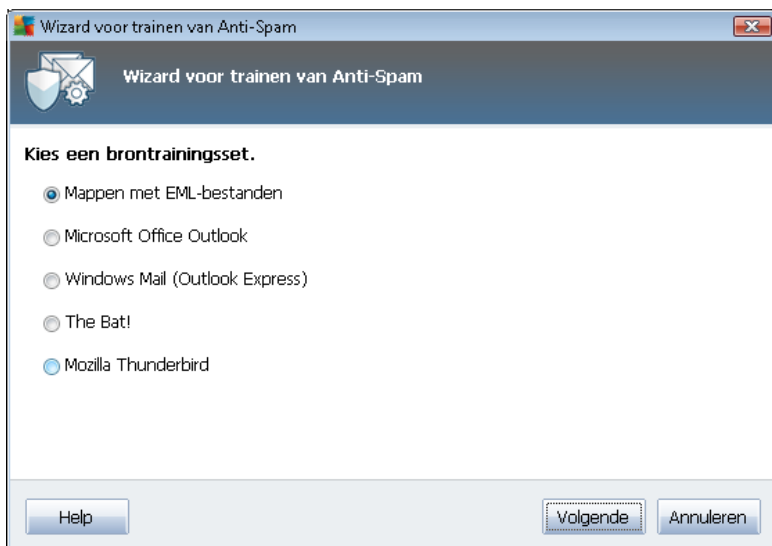 Wizard voor trainen van Anti-Spam
Wizard voor trainen van Anti-Spam
Kies een brontrainingsset.
Mappen met EML-bestanden
Microsoft Office Outlook
Windows Mail (Outlook Express)
The Bat!
Mozilla Thunderbird
Help
Volgende
Annuleren